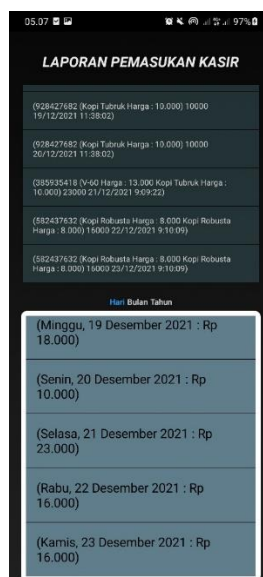 05.07 97%
LAPORAN PEMASUKAN KASIR
(928427682 (Kopi Tubruk Harga : 10.000) 10000
19/12/2021 11:38:02)
(928427682 (Kopi Tubruk Harga : 10.000) 10000
20/12/2021 11:38:02)
(385935418 (V-60 Harga : 13.000 Kopi Tubruk Harga :
10.000) 23000 21/12/2021 9:09:22)
(582437632 (Kopi Robusta Harga : 8.000 Kopi Robusta
Harga : 8.000) 16000 22/12/2021 9:10:09)
(582437632 (Kopi Robusta Harga : 8.000 Kopi Robusta
Harga : 8.000) 16000 23/12/2021 9:10:09)
Hari Bulan Tahun
(Minggu, 19 Desember 2021 : Rp
18.000)
(Senin, 20 Desember 2021 : Rp
10.000)
(Selasa, 21 Desember 2021 : Rp
23.000)
(Rabu, 22 Desember 2021 : Rp
16.000)
(Kamis, 23 Desember 2021 : Rp
16.000)